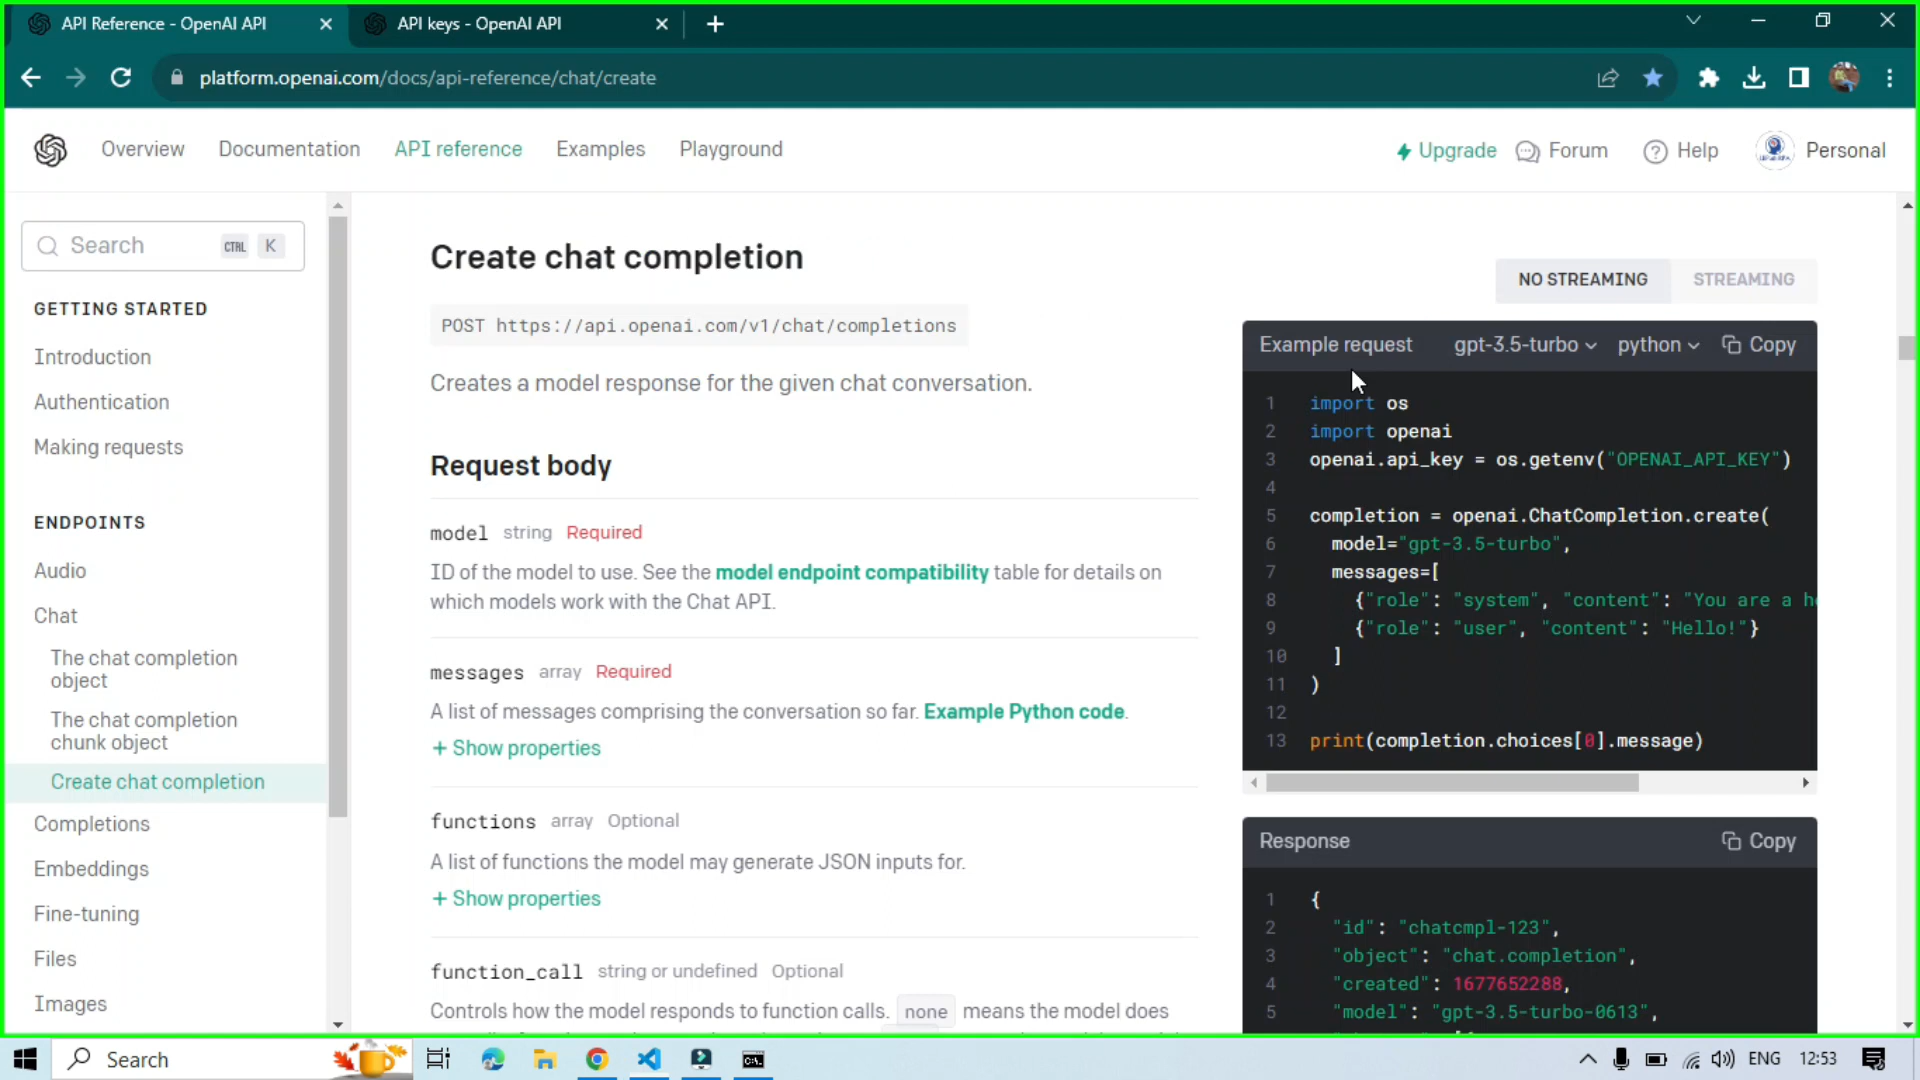 API Reference - OpenAI API
API keys - OpenAI API
platform.openai.com/docs/api-reference/chat/create
Overview
Documentation
API reference
Examples
Playground
Upgrade
Forum
Help
Personal
Search
CTRL
K
GETTING STARTED
Introduction
Authentication
Making requests
ENDPOINTS
Audio
Chat
The chat completion
object
The chat completion
chunk object
Create chat completion
Completions
Embeddings
Fine-tuning
Files
Images
Create chat completion
POST https://api.openai.com/v1/chat/completions
Creates a model response for the given chat conversation.
Request body
model string Required
ID of the model to use. See the model endpoint compatibility table for details on
which models work with the Chat API.
messages array Required
A list of messages comprising the conversation so far. Example Python code.
+ Show properties
functions array Optional
A list of functions the model may generate JSON inputs for.
+ Show properties
function_call string or undefined Optional
Controls how the model responds to function calls. none means the model does
NO STREAMING
STREAMING
Example request
gpt-3.5-turbo
python
Copy
1 import os
2 import openai
3 openai.api_key = os.getenv("OPENAI_API_KEY")
4
5 completion = openai.ChatCompletion.create(
6 model="gpt-3.5-turbo",
7 messages=[
8 {"role": "system", "content": "You are a
9 {"role": "user", "content": "Hello!"}
10 ]
11 )
12
13 print(completion.choices[0].message)
Response
Copy
1 {
2 "id": "chatcmpl-123",
3 "object": "chat.completion",
4 "created": 1677652288,
5 "model": "gpt-3.5-turbo-0613",
Search
ENG
12:53